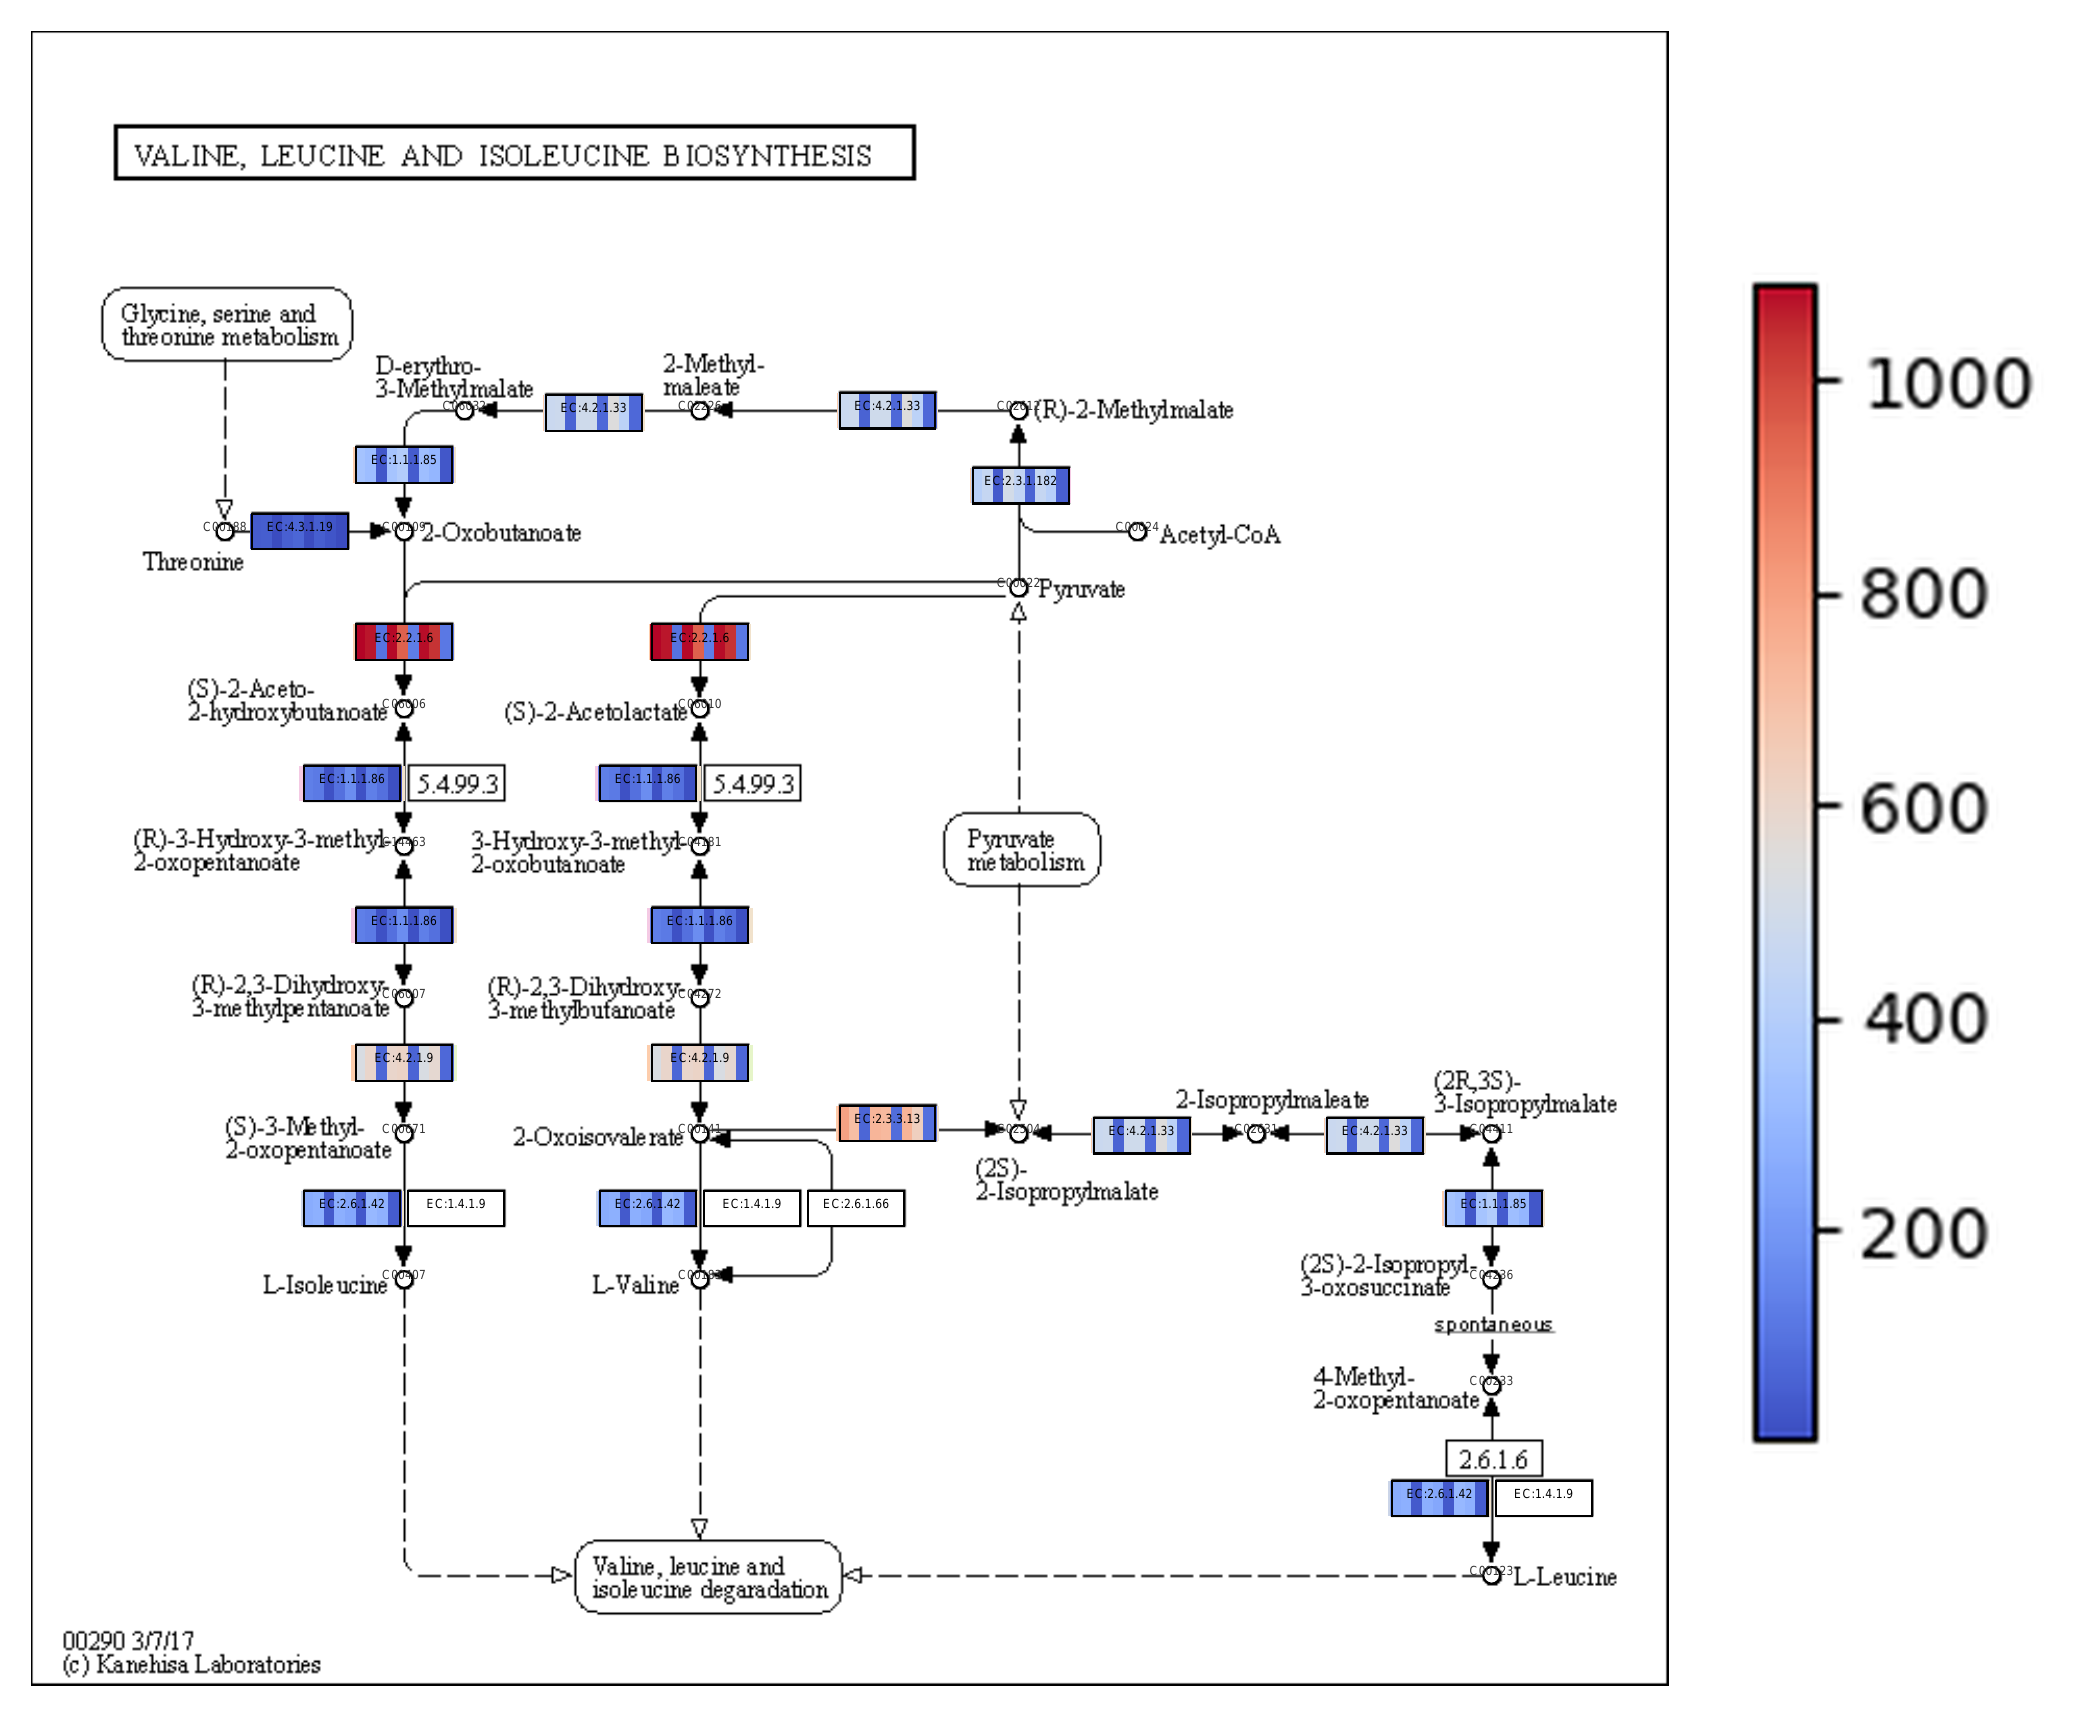 VALINE, LEUCINE AND ISOLEUCINE BIOSYNTHESIS
Glycine, serine and
threonine metabolism
D-erythro-
3-Methylmalate
2-Methyl-
maleate
EC:4.2.1.33
EC:4.2.1.33
(R)-2-Methylmalate
EC:1.1.1.85
EC:2.3.1.182
C00188
EC:4.3.1.19
C00109
2-Oxobutanoate
C00024
Acetyl-CoA
Threonine
C00022
Pyruvate
EC:2.2.1.6
EC:2.2.1.6
(S)-2-Aceto-
2-hydroxybutanoate
C06006
(S)-2-Acetolactate
C06010
EC:1.1.1.86
5.4.99.3
EC:1.1.1.86
5.4.99.3
(R)-3-Hydroxy-3-methyl-
2-oxopentanoate
C14463
3-Hydroxy-3-methyl-
2-oxobutanoate
C04181
Pyruvate
metabolism
EC:1.1.1.86
EC:1.1.1.86
(R)-2,3-Dihydroxy-
3-methylpentanoate
C06007
(R)-2,3-Dihydroxy-
3-methylbutanoate
C04272
EC:4.2.1.9
EC:4.2.1.9
(S)-3-Methyl-
2-oxopentanoate
C00671
2-Oxoisovalerate
C00141
EC:2.3.3.13
(2S)-
2-Isopropylmalate
EC:4.2.1.33
2-Isopropylmaleate
C02631
EC:4.2.1.33
(2R,3S)-
3-Isopropylmalate
C04411
EC:2.6.1.42
EC:1.4.1.9
EC:2.6.1.42
EC:1.4.1.9
EC:2.6.1.66
EC:1.1.1.85
L-Isoleucine
C00407
L-Valine
C00183
(2S)-2-Isopropyl-
3-oxosuccinate
C04236
spontaneous
4-Methyl-
2-oxopentanoate
C00233
2.6.1.6
EC:2.6.1.42
EC:1.4.1.9
Valine, leucine and
isoleucine degaradation
C00123
L-Leucine
00290 3/7/17
(c) Kanehisa Laboratories
1000
800
600
400
200